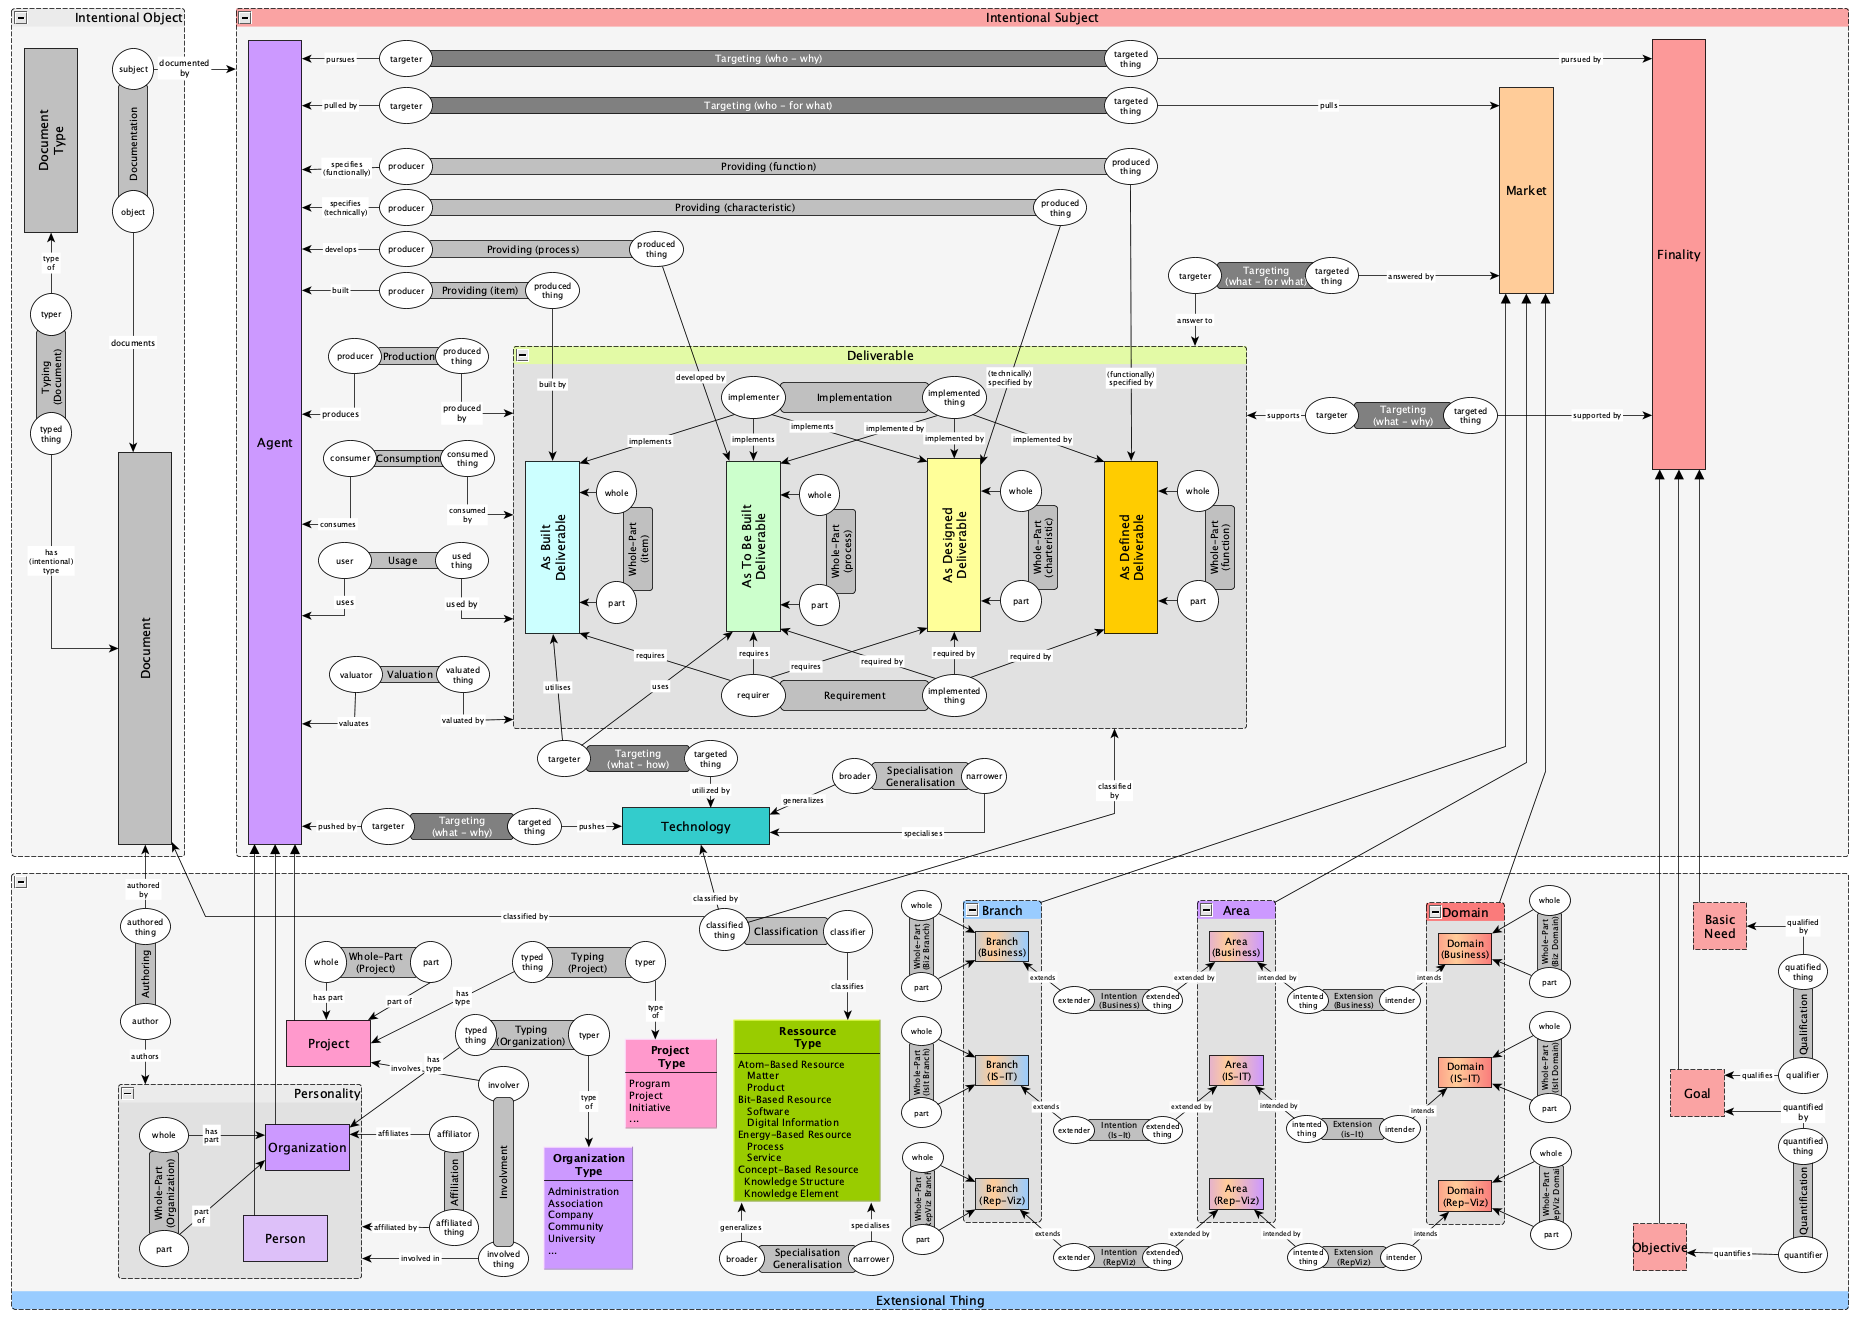 Intentional Object
Intentional Subject
Document
Type
subject
documented
by
Documentation
object
type
of
typer
Typing
(Document)
typed
thing
has
(intentional)
type
documents
Document
Agent
pursues
targeter
Targeting (who - why)
targeted
thing
pursued by
pulled by
targeter
Targeting (who - for what)
targeted
thing
pulls
Market
Finality
specifies
(functionally)
producer
Providing (function)
produced
thing
specifies
(technically)
producer
Providing (characteristic)
produced
thing
develops
producer
Providing (process)
produced
thing
built
producer
Providing (item)
produced
thing
targeter
Targeting
(what - for what)
targeted
thing
answered by
answer to
producer
Production
produced
thing
produces
produced
by
consumer
Consumption
consumed
thing
consumes
consumed
by
user
Usage
used
thing
uses
used by
valuator
Valuation
valuated
thing
valuates
valuated by
Deliverable
built by
developed by
(technically)
specified by
(functionally)
specified by
implementer
Implementation
implemented
thing
implements
implements
implements
implemented by
implemented by
implemented by
supports
targeter
Targeting
(what - why)
targeted
thing
supported by
As Built
Deliverable
whole
Whole-Part
(item)
part
As To Be Built
Deliverable
whole
Whole-Part
(process)
part
As Designed
Deliverable
whole
Whole-Part
(charteristic)
part
As Defined
Deliverable
whole
Whole-Part
(function)
part
requires
requires
requires
required by
required by
required by
requirer
Requirement
implemented
thing
utilises
uses
targeter
Targeting
(what - how)
targeted
thing
utilized by
broader
Specialisation
Generalisation
narrower
generalizes
specialises
classified
by
pushed by
targeter
Targeting
(what - why)
targeted
thing
pushes
Technology
authored
by
authored
thing
Authoring
author
authors
classified by
classified by
classified
thing
Classification
classifier
classifies
whole
Whole-Part
(Project)
part
has part
part of
typed
thing
Typing
(Project)
typer
has
type
type
of
Project
typed
thing
Typing
(Organization)
typer
has
type
type
of
involves
involver
Involvment
involved
thing
involved in
Project
Type
Program
Project
Initiative
...
Personality
whole
Whole-Part
(Organization)
part
has
part
part
of
Organization
Person
affiliates
affiliator
Affiliation
affiliated
thing
affiliated by
Organization
Type
Administration
Association
Company
Community
University
...
Ressource
Type
Atom-Based Resource
Matter
Product
Bit-Based Resource
Software
Digital Information
Energy-Based Resource
Process
Service
Concept-Based Resource
Knowledge Structure
Knowledge Element
generalizes
specialises
broader
Specialisation
Generalisation
narrower
Branch
Area
Domain
whole
Whole-Part
(Biz Branch)
part
Branch
(Business)
extends
extender
Intention
(Business)
extended
thing
extended by
Area
(Business)
intended by
intented
thing
Extension
(Business)
intender
intends
Domain
(Business)
whole
Whole-Part
(Biz Domain)
part
whole
Whole-Part
(IsIt Branch)
part
Branch
(IS-IT)
extends
extender
Intention
(Is-It)
extended
thing
extended by
Area
(IS-IT)
intended by
intented
thing
Extension
(Is-It)
intender
intends
Domain
(IS-IT)
whole
Whole-Part
(IsIt Domain)
part
whole
Whole-Part
epViz Branch
part
Branch
(Rep-Viz)
extends
extender
Intention
(RepViz)
extended
thing
extended by
Area
(Rep-Viz)
intended by
intented
thing
Extension
(RepViz)
intender
intends
Domain
(Rep-Viz)
whole
Whole-Part
epViz Domai
part
Basic
Need
qualified
by
quatified
thing
Qualification
qualifier
qualifies
Goal
quantified
by
quantified
thing
Quantification
quantifier
quantifies
Objective
Extensional Thing